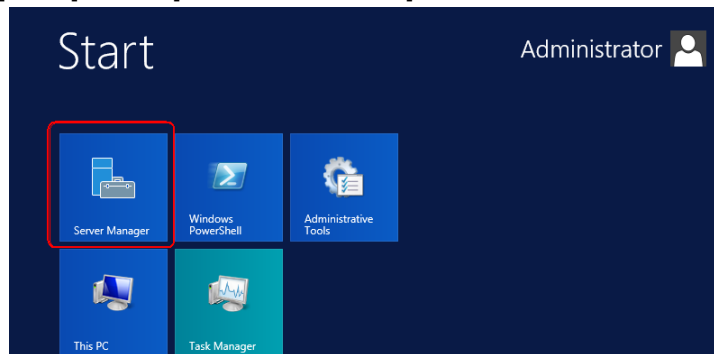 Start
Administrator
Server Manager
Windows
PowerShell
Administrative
Tools
This PC
Task Manager